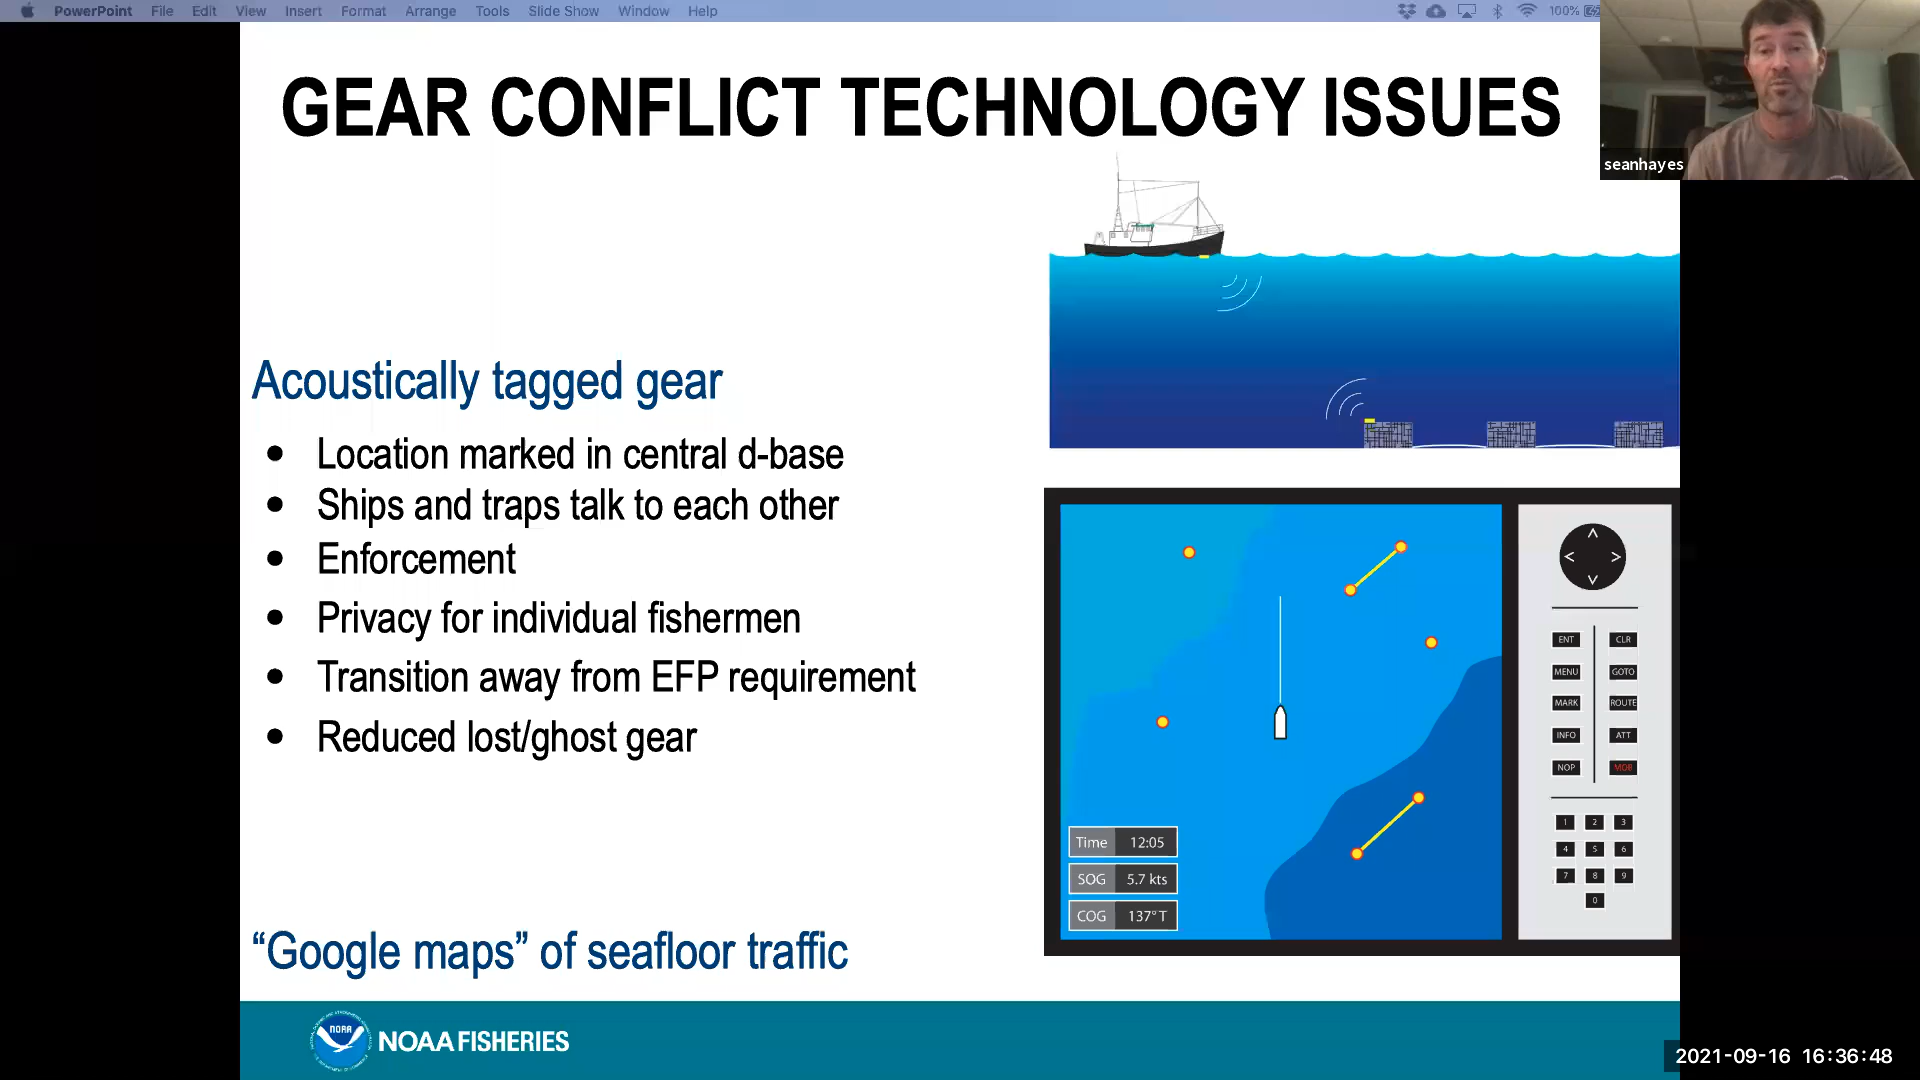 PowerPoint File Edit View Insert Format Arrange Tools Slide Show Window Help 100%
GEAR CONFLICT TECHNOLOGY ISSUES
seanhayes
Acoustically tagged gear
• Location marked in central d-base
• Ships and traps talk to each other
• Enforcement
• Privacy for individual fishermen
• Transition away from EFP requirement
• Reduced lost/ghost gear
ENT CLR
MENU GOTO
MARK ROUTE
INFO ATT
NOP MOB
1 2 3
4 5 6
7 8 9
0
Time 12:05
SOG 5.7 kts
COG 137°T
“Google maps” of seafloor traffic
NOAA
NOAA FISHERIES
2021-09-16 16:36:48